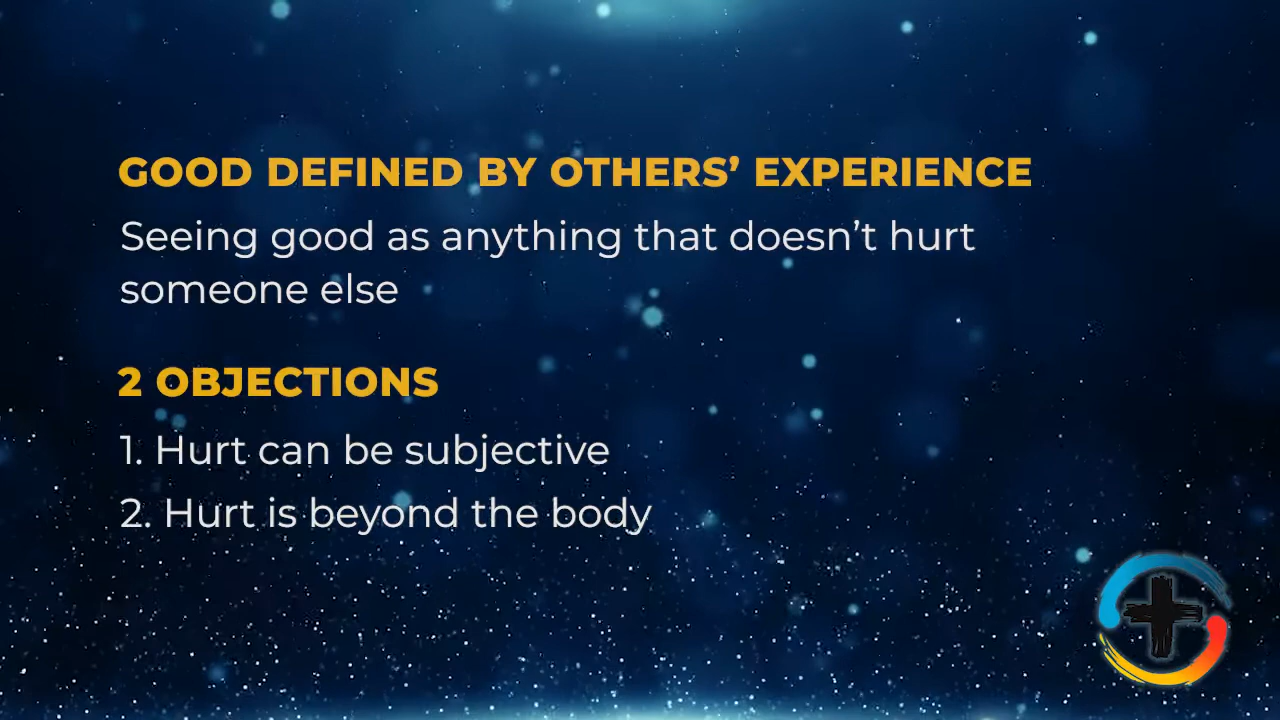 GOOD DEFINED BY OTHERS’ EXPERIENCE
Seeing good as anything that doesn’t hurt
someone else
2 OBJECTIONS
1. Hurt can be subjective
2. Hurt is beyond the body